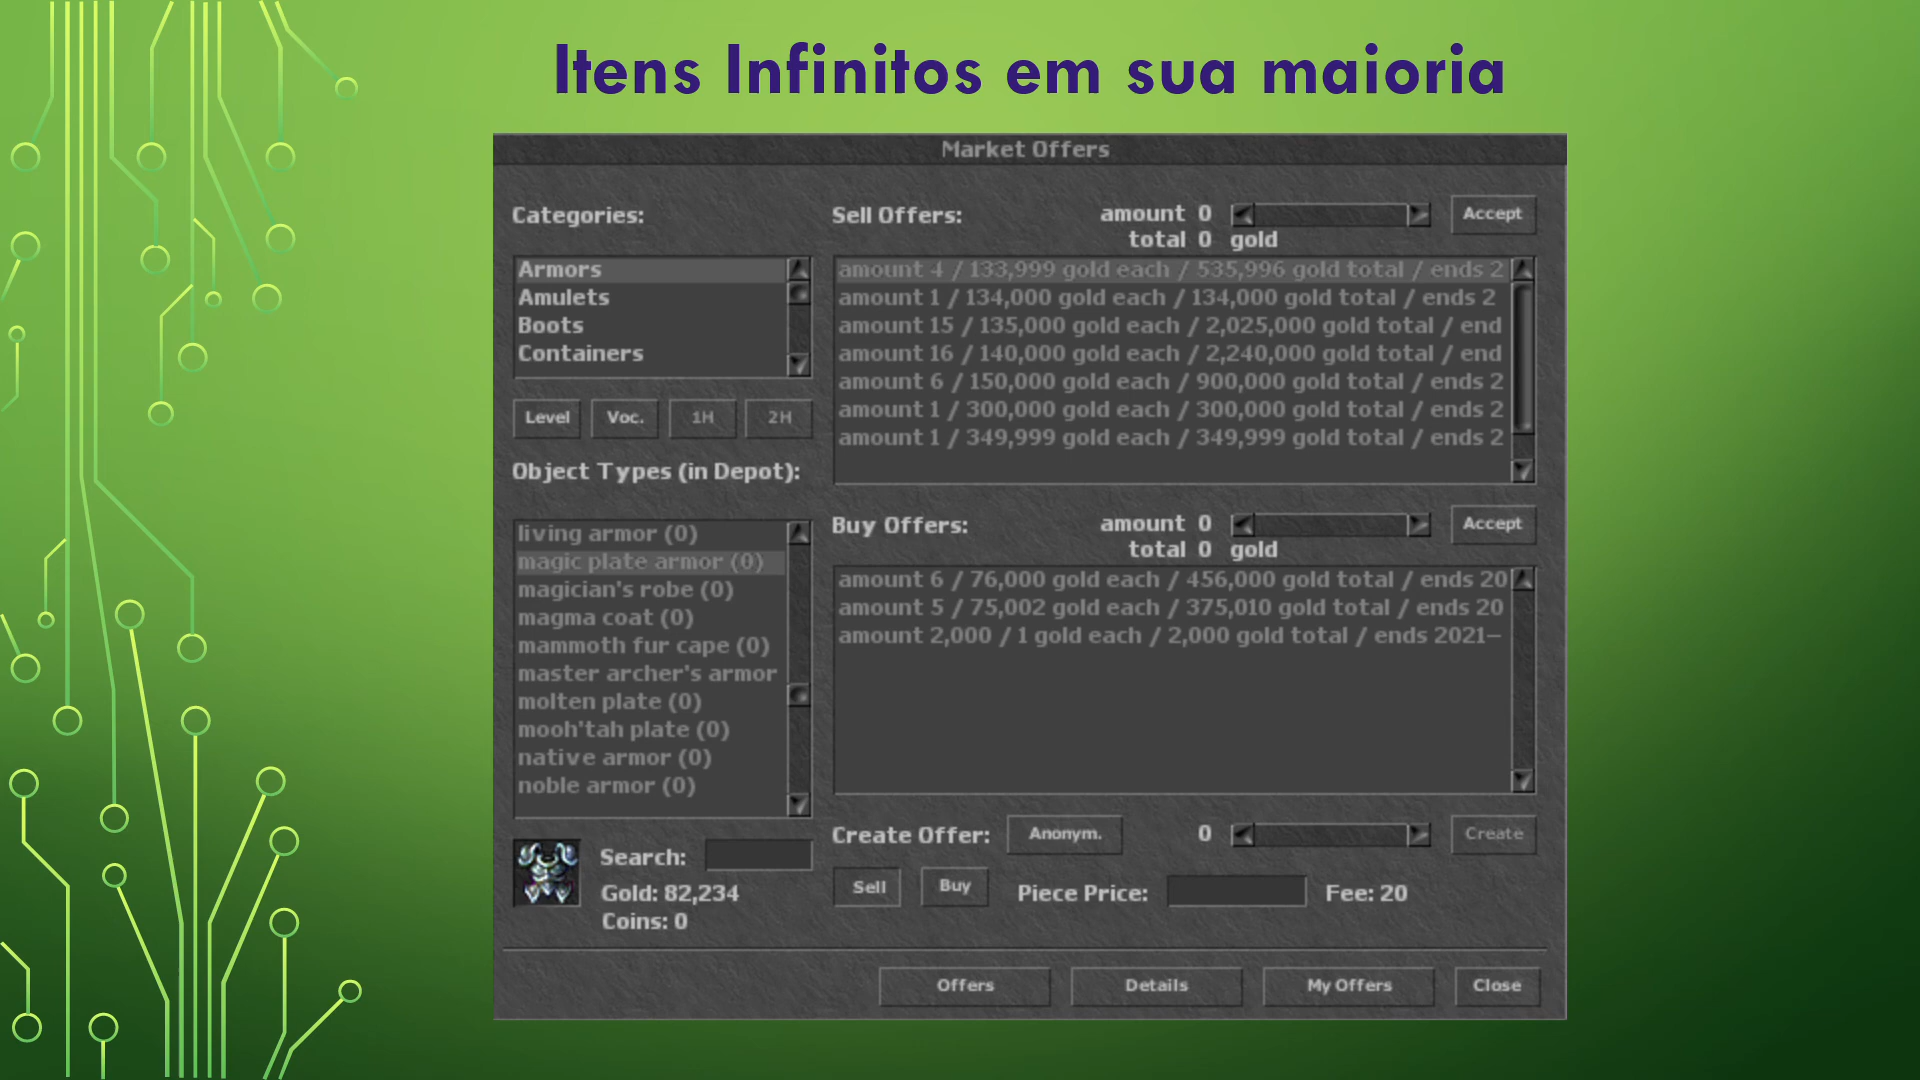 Itens Infinitos em sua maioria
Market Offers
Categories:
Armors
Amulets
Boots
Containers
Level Voc. 1H 2H
Object Types (in Depot):
living armor (0)
magic plate armor (0)
magician's robe (0)
magma coat (0)
mammoth fur cape (0)
master archer's armor
molten plate (0)
mooh'tah plate (0)
native armor (0)
noble armor (0)
Search:
Gold: 82,234
Coins: 0
Sell Offers: amount 0 Accept
total 0 gold
amount 4 / 133,999 gold each / 535,996 gold total / ends 2
amount 1 / 134,000 gold each / 134,000 gold total / ends 2
amount 15 / 135,000 gold each / 2,025,000 gold total / end
amount 16 / 140,000 gold each / 2,240,000 gold total / end
amount 6 / 150,000 gold each / 900,000 gold total / ends 2
amount 1 / 300,000 gold each / 300,000 gold total / ends 2
amount 1 / 349,999 gold each / 349,999 gold total / ends 2
Buy Offers: amount 0 Accept
total 0 gold
amount 6 / 76,000 gold each / 456,000 gold total / ends 20
amount 5 / 75,002 gold each / 375,010 gold total / ends 20
amount 2,000 / 1 gold each / 2,000 gold total / ends 2021-
Create Offer: Anonym. 0 Create
Sell Buy Piece Price: Fee: 20
Offers Details My Offers Close